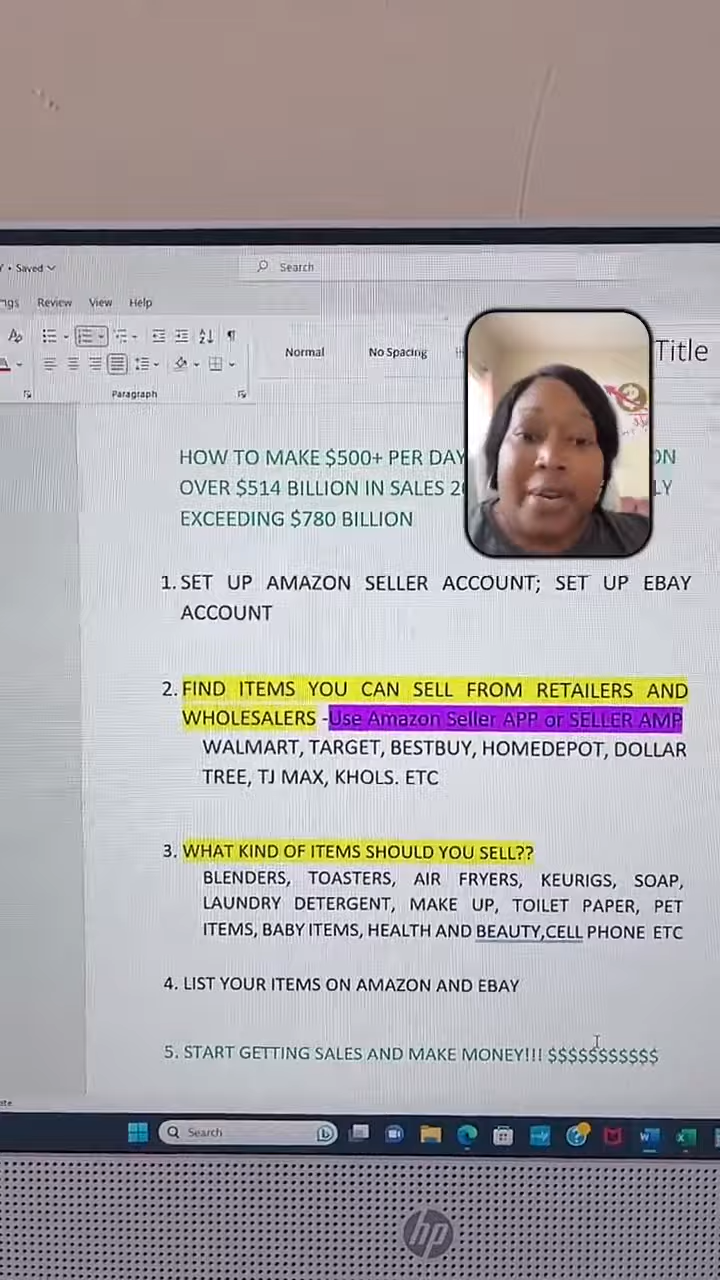 Saved
Search
Review View Help
Normal
No Spacing
Title
Paragraph
HOW TO MAKE $500+ PER DAY
OVER $514 BILLION IN SALES
EXCEEDING $780 BILLION
1. SET UP AMAZON SELLER ACCOUNT; SET UP EBAY
ACCOUNT
2. FIND ITEMS YOU CAN SELL FROM RETAILERS AND
WHOLESALERS -Use Amazon Seller APP or SELLER AMP
WALMART, TARGET, BESTBUY, HOMEDEPOT, DOLLAR
TREE, TJ MAX, KHOLS. ETC
3. WHAT KIND OF ITEMS SHOULD YOU SELL??
BLENDERS, TOASTERS, AIR FRYERS, KEURIGS, SOAP,
LAUNDRY DETERGENT, MAKE UP, TOILET PAPER, PET
ITEMS, BABY ITEMS, HEALTH AND BEAUTY,CELL PHONE ETC
4. LIST YOUR ITEMS ON AMAZON AND EBAY
5. START GETTING SALES AND MAKE MONEY!!! $$$$$$$$$$$
Search
hp